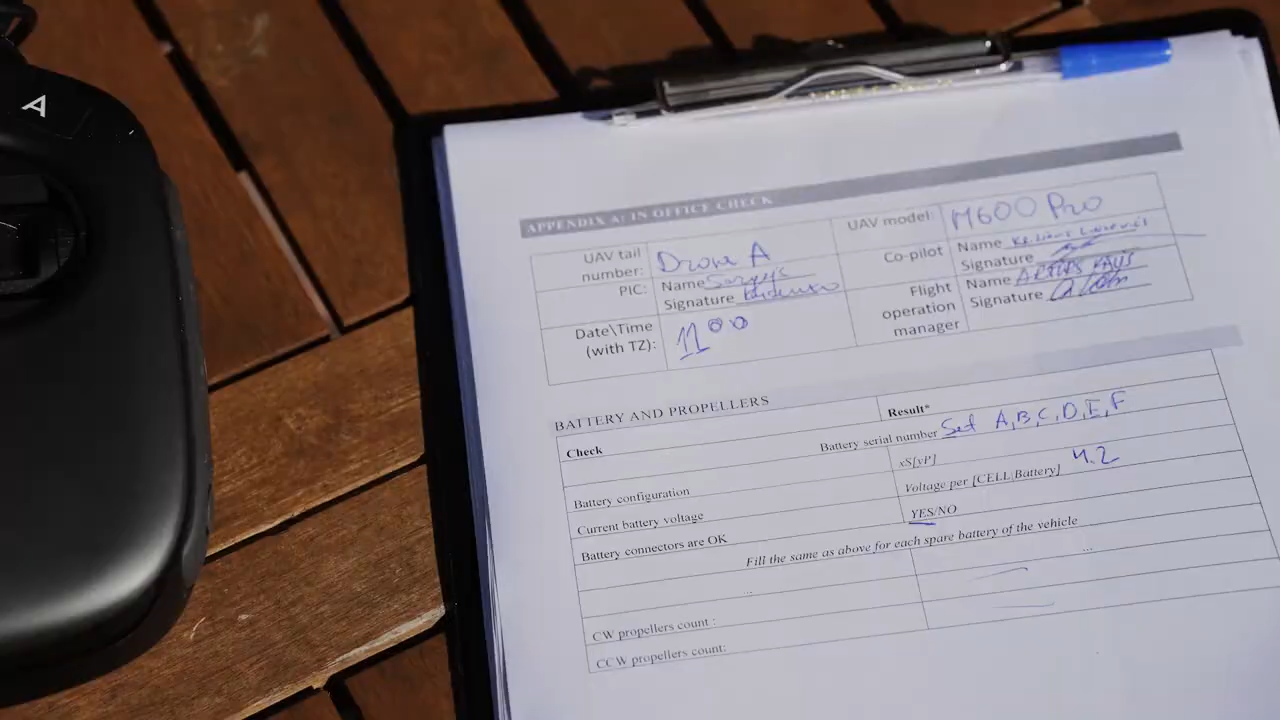 A
APPENDIX A: IN OFFICE CHECK
UAV tail number: Drone A
UAV model: M600 Pro
PIC: Name Sergejs
Signature
Co-pilot Name
Signature
Date\Time (with TZ): 11⁰⁰
Flight operation manager Name
Signature
BATTERY AND PROPELLERS
Check Result*
Battery serial number Set A,B,C,D,E,F
Battery configuration xS[yP]
Current battery voltage Voltage per [CELL|Battery] 4.2
Battery connectors are OK YES/NO
Fill the same as above for each spare battery of the vehicle
... ...
CW propellers count :
CCW propellers count: